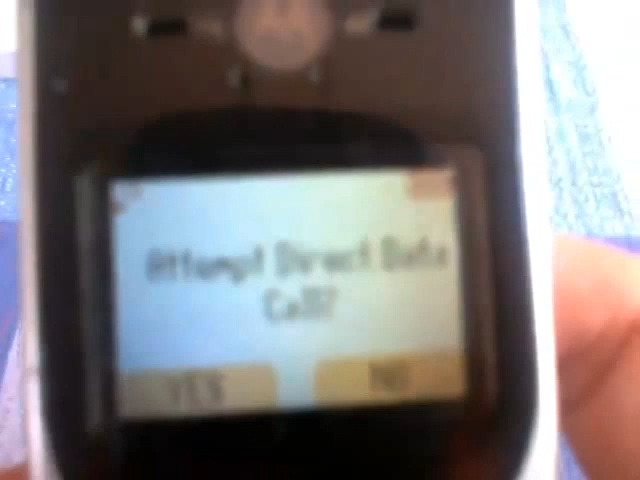 Attempt Direct Data
Call?
YES
NO